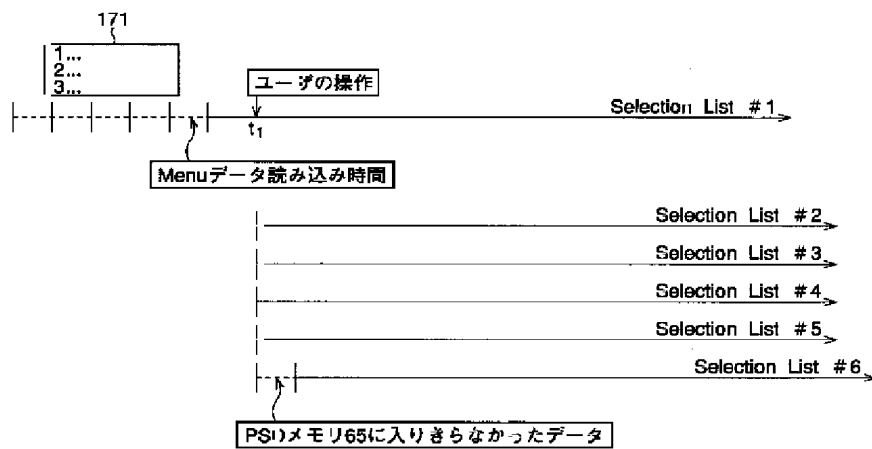 171
1...
2...
3...
ユーザの操作
Selection List #1
t1
Menuデータ読み込み時間
Selection List #2
Selection List #3
Selection List #4
Selection List #5
Selection List #6
PSDメモリ65に入りきらなかったデータ